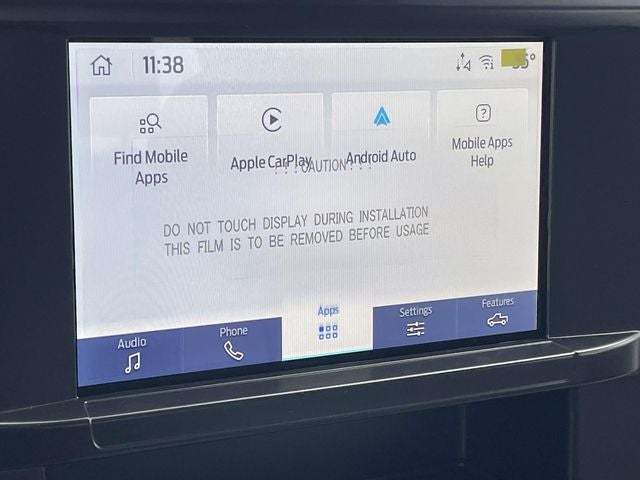 11:38
Find Mobile
Apps
Apple CarPlay
Android Auto
Mobile Apps
Help
!!!CAUTION!!!
DO NOT TOUCH DISPLAY DURING INSTALLATION
THIS FILM IS TO BE REMOVED BEFORE USAGE
Audio
Phone
Apps
Settings
Features